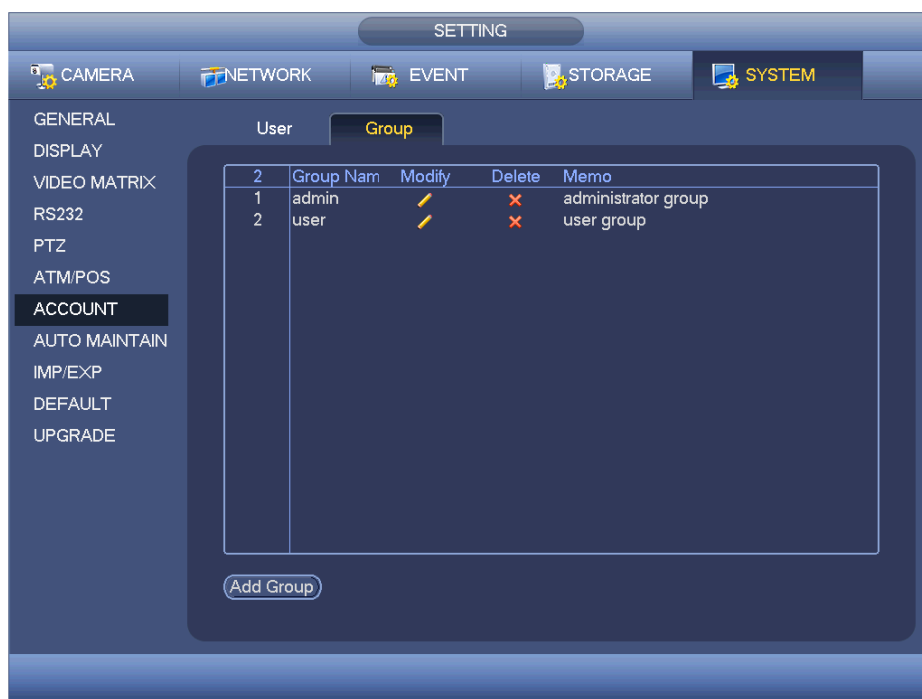 SETTING
CAMERA NETWORK EVENT STORAGE SYSTEM
GENERAL
DISPLAY
VIDEO MATRIX
RS232
PTZ
ATM/POS
ACCOUNT
AUTO MAINTAIN
IMP/EXP
DEFAULT
UPGRADE
User Group
2 Group Nam Modify Delete Memo
1 admin administrator group
2 user user group
Add Group